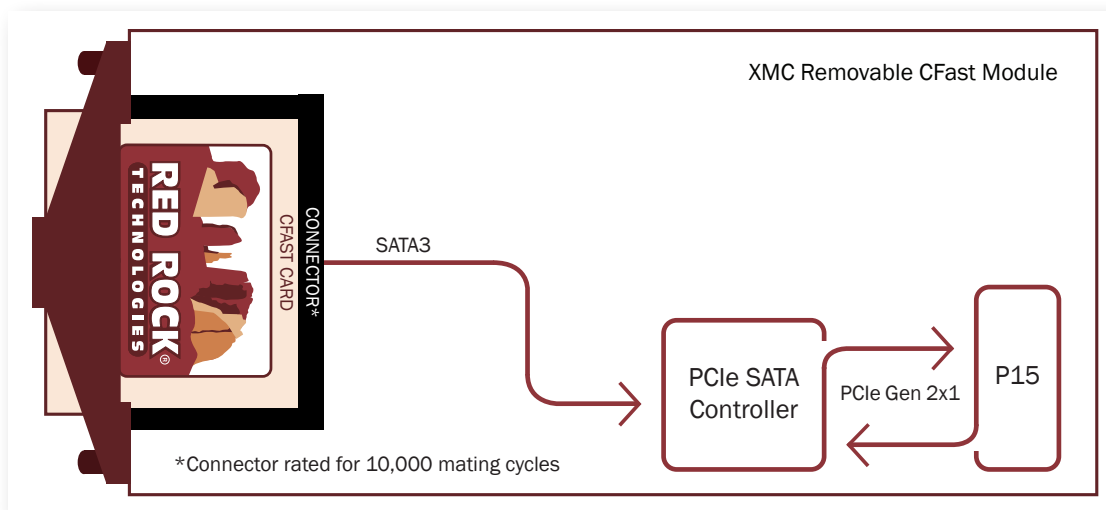 XMC Removable CFast Module
RED ROCK®
TECHNOLOGIES
CFAST CARD
CONNECTOR*
SATA3
PCIe SATA
Controller
PCIe Gen 2x1
P15
*Connector rated for 10,000 mating cycles